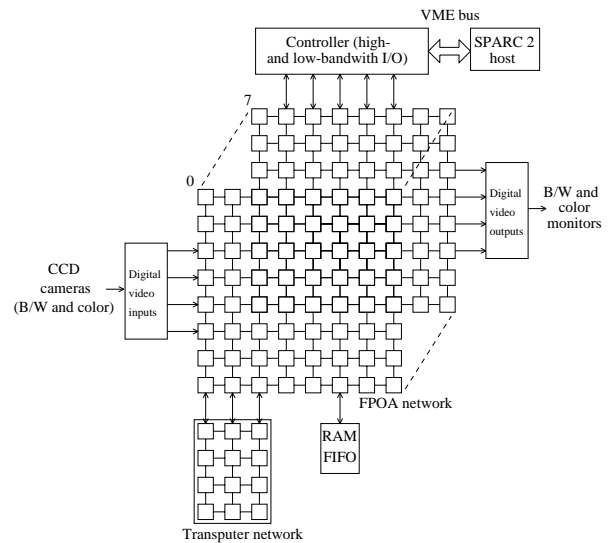 VME bus
Controller (high-
and low-bandwith I/O)
SPARC 2
host
7
0
Digital
video
outputs
B/W and
color
monitors
CCD
cameras
(B/W and color)
Digital
video
inputs
FPOA network
RAM
FIFO
Transputer network